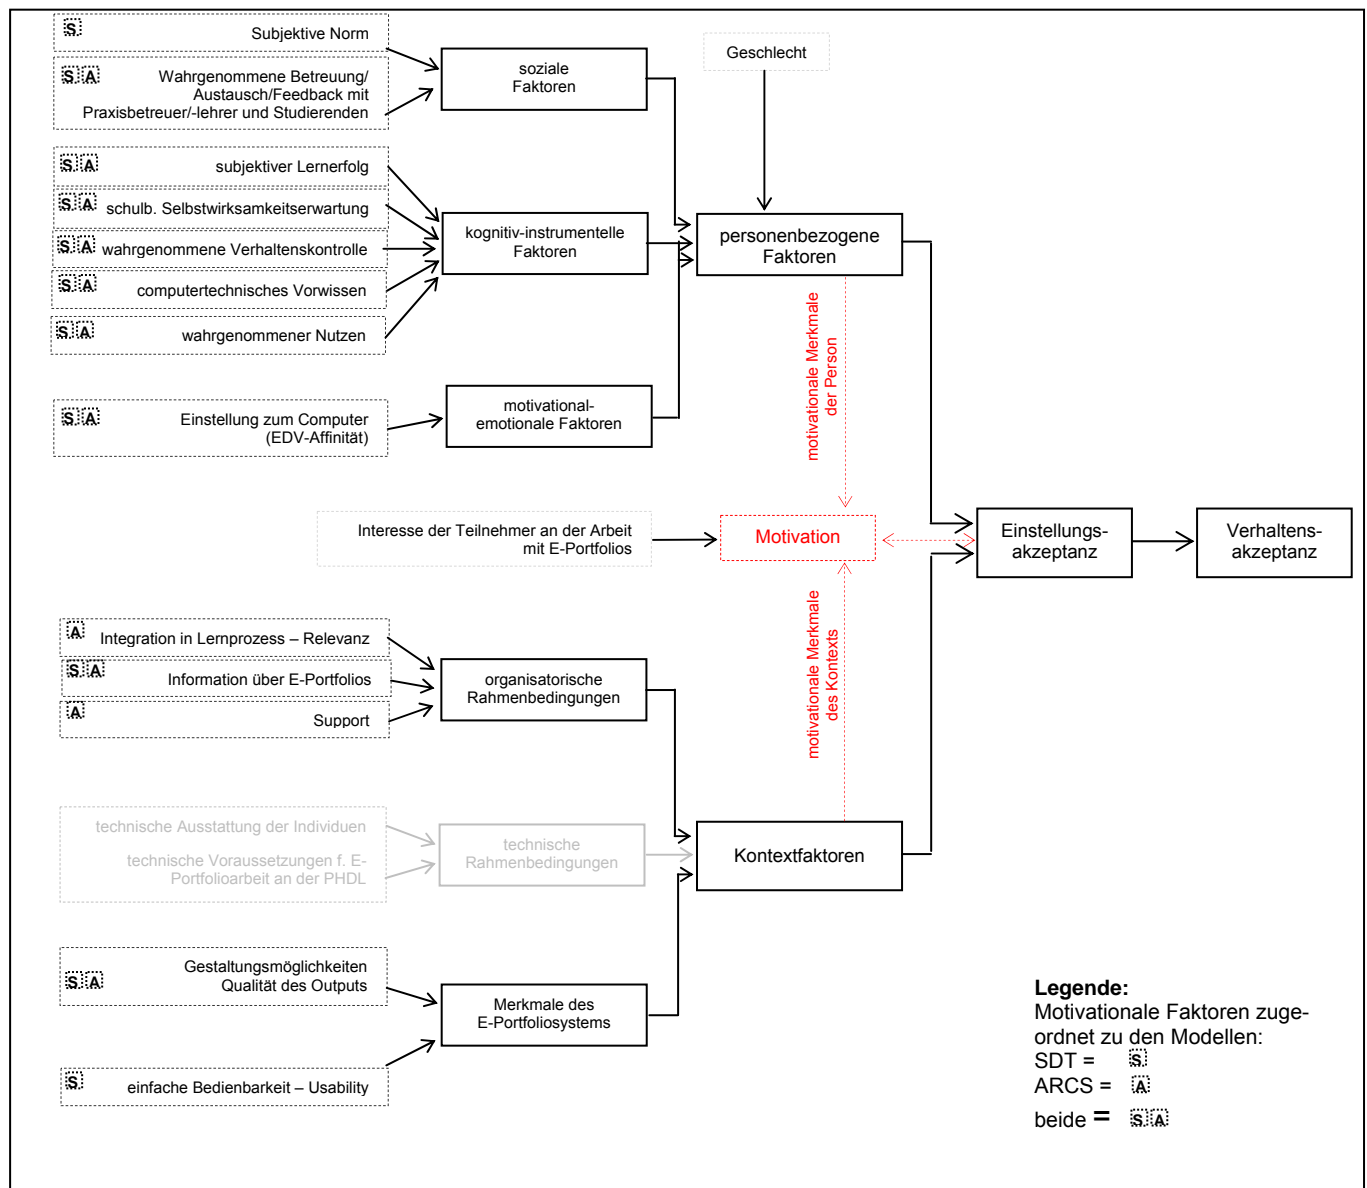 S
Subjektive Norm
S A
Wahrgenommene Betreuung/
Austausch/Feedback mit
Praxisbetreuer/-lehrer und Studierenden
soziale
Faktoren
Geschlecht
S A
subjektiver Lernerfolg
S A
schulb. Selbstwirksamkeitserwartung
S A
wahrgenommene Verhaltenskontrolle
S A
computertechnisches Vorwissen
S A
wahrgenommener Nutzen
kognitiv-instrumentelle
Faktoren
personenbezogene
Faktoren
S A
Einstellung zum Computer
(EDV-Affinität)
motivational-
emotionale Faktoren
motivationale Merkmale
der Person
Interesse der Teilnehmer an der Arbeit
mit E-Portfolios
Motivation
Einstellungs-
akzeptanz
Verhaltens-
akzeptanz
A
Integration in Lernprozess – Relevanz
S A
Information über E-Portfolios
A
Support
organisatorische
Rahmenbedingungen
motivationale Merkmale
des Kontexts
technische Ausstattung der Individuen
technische Voraussetzungen f. E-
Portfolioarbeit an der PHDL
technische
Rahmenbedingungen
Kontextfaktoren
S A
Gestaltungsmöglichkeiten
Qualität des Outputs
Merkmale des
E-Portfoliosystems
S
einfache Bedienbarkeit – Usability
Legende:
Motivationale Faktoren zuge-
ordnet zu den Modellen:
SDT = S
ARCS = A
beide = S A